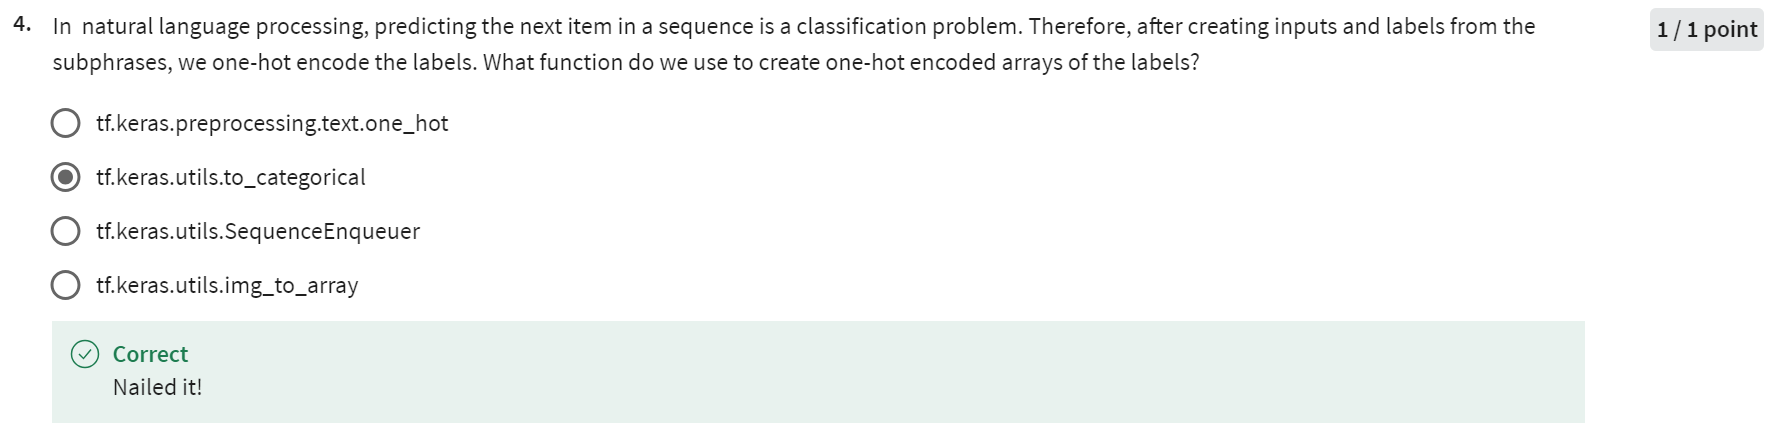 4. In natural language processing, predicting the next item in a sequence is a classification problem. Therefore, after creating inputs and labels from the
1 / 1 point
subphrases, we one-hot encode the labels. What function do we use to create one-hot encoded arrays of the labels?
tf.keras.preprocessing.text.one_hot
tf.keras.utils.to_categorical
tf.keras.utils.SequenceEnqueuer
tf.keras.utils.img_to_array
Correct
Nailed it!